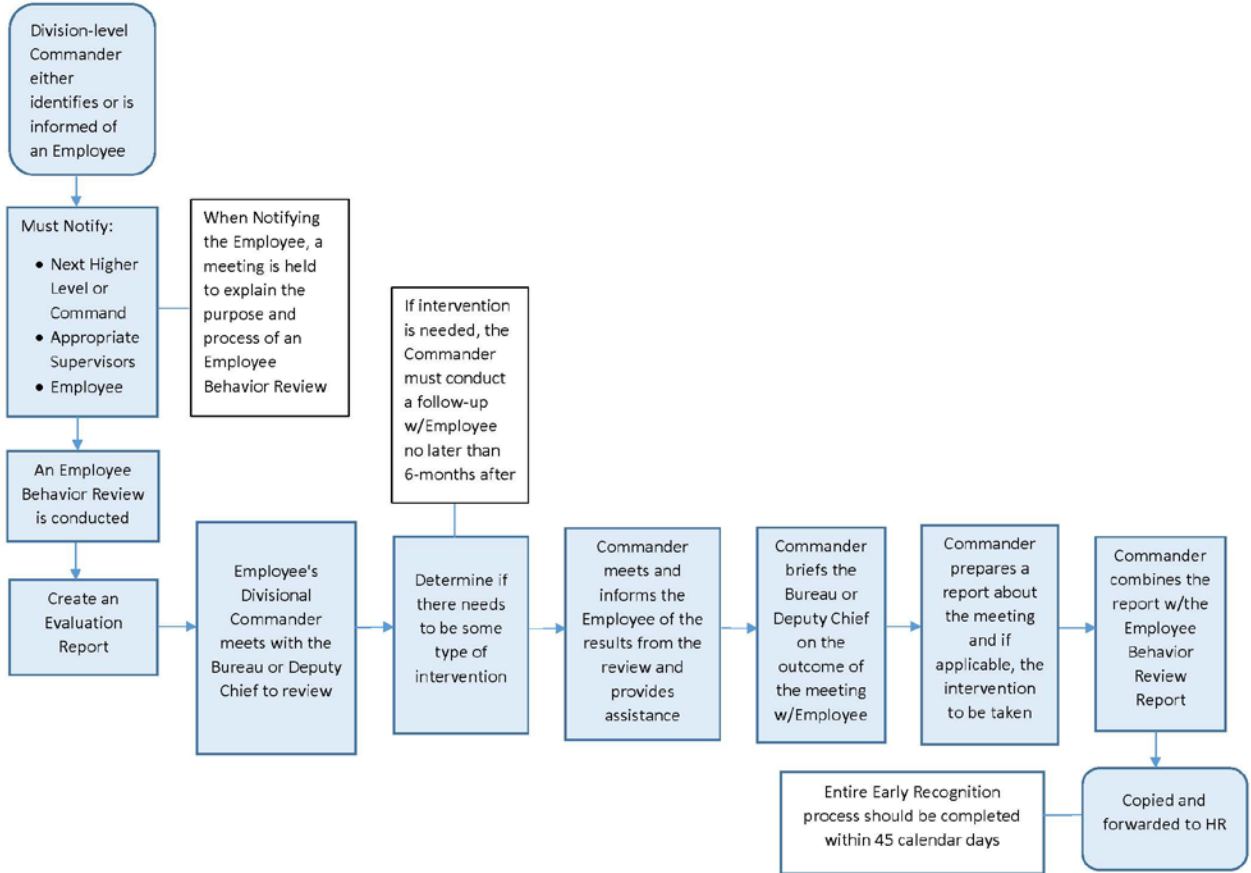 Division-level
Commander
either
identifies or is
informed of
an Employee
Must Notify:
• Next Higher
Level or
Command
• Appropriate
Supervisors
• Employee
When Notifying
the Employee, a
meeting is held
to explain the
purpose and
process of an
Employee
Behavior Review
If intervention
is needed, the
Commander
must conduct
a follow-up
w/Employee
no later than
6-months after
An Employee
Behavior Review
is conducted
Create an
Evaluation
Report
Employee's
Divisional
Commander
meets with the
Bureau or Deputy
Chief to review
Determine if
there needs
to be some
type of
intervention
Commander
meets and
informs the
Employee of the
results from the
review and
provides
assistance
Commander
briefs the
Bureau or
Deputy Chief
on the
outcome of
the meeting
w/Employee
Commander
prepares a
report about
the meeting
and if
applicable, the
intervention
to be taken
Commander
combines the
report w/the
Employee
Behavior
Review
Report
Entire Early Recognition
process should be completed
within 45 calendar days
Copied and
forwarded to HR